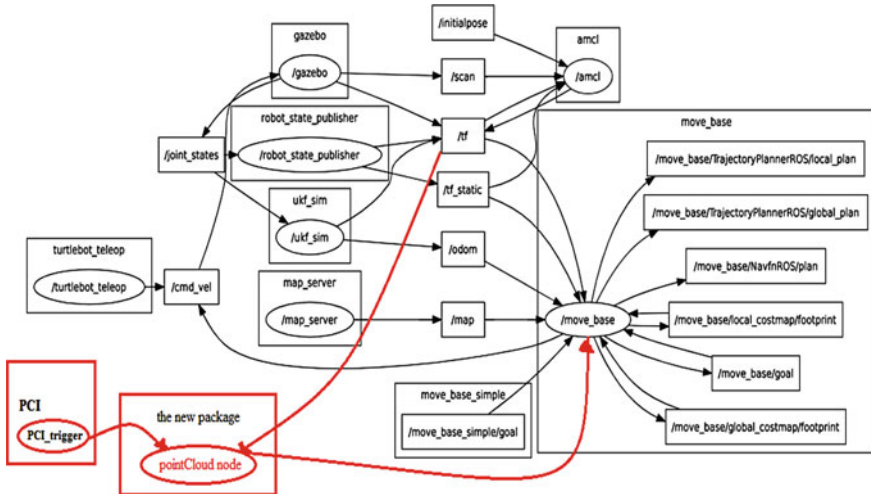 gazebo
/gazebo
/initialpose
amcl
/scan
/amcl
robot_state_publisher
/joint_states
/robot_state_publisher
/tf
/tf_static
move_base
/move_base/TrajectoryPlannerROS/local_plan
/move_base/TrajectoryPlannerROS/global_plan
ukf_sim
/ukf_sim
/odom
/move_base/NavfnROS/plan
turtlebot_teleop
/turtlebot_teleop
/cmd_vel
map_server
/map_server
/map
/move_base
/move_base/local_costmap/footprint
/move_base/goal
/move_base/global_costmap/footprint
move_base_simple
/move_base_simple/goal
PCI
PCI_trigger
the new package
pointCloud node